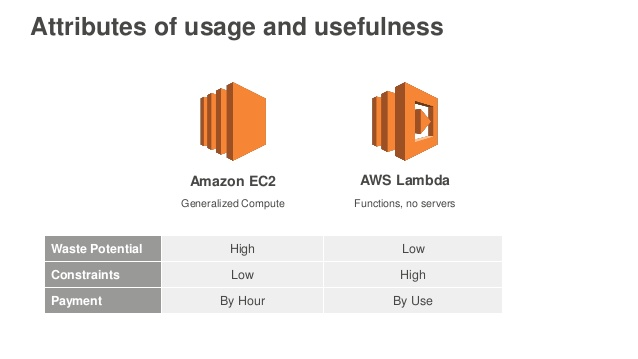 Attributes of usage and usefulness
Amazon EC2
AWS Lambda
Generalized Compute
Functions, no servers
Waste Potential High Low
Constraints Low High
Payment By Hour By Use